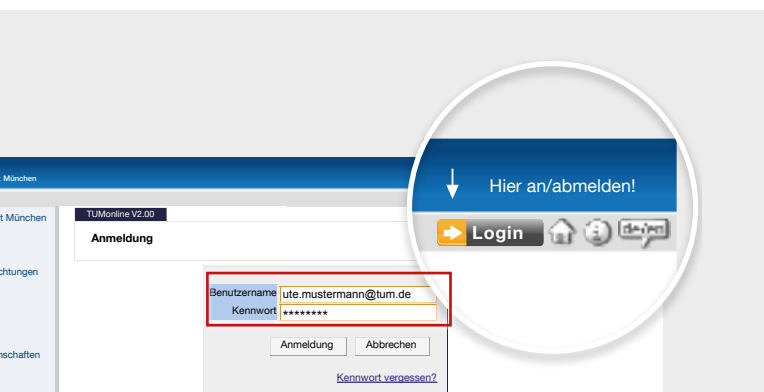 t München
Hier an/abmelden!
t München
TUMonline V2.00
Login
de/en
Anmeldung
chtungen
Benutzername ute.mustermann@tum.de
Kennwort ********
Anmeldung Abbrechen
nschaften
Kennwort vergessen?